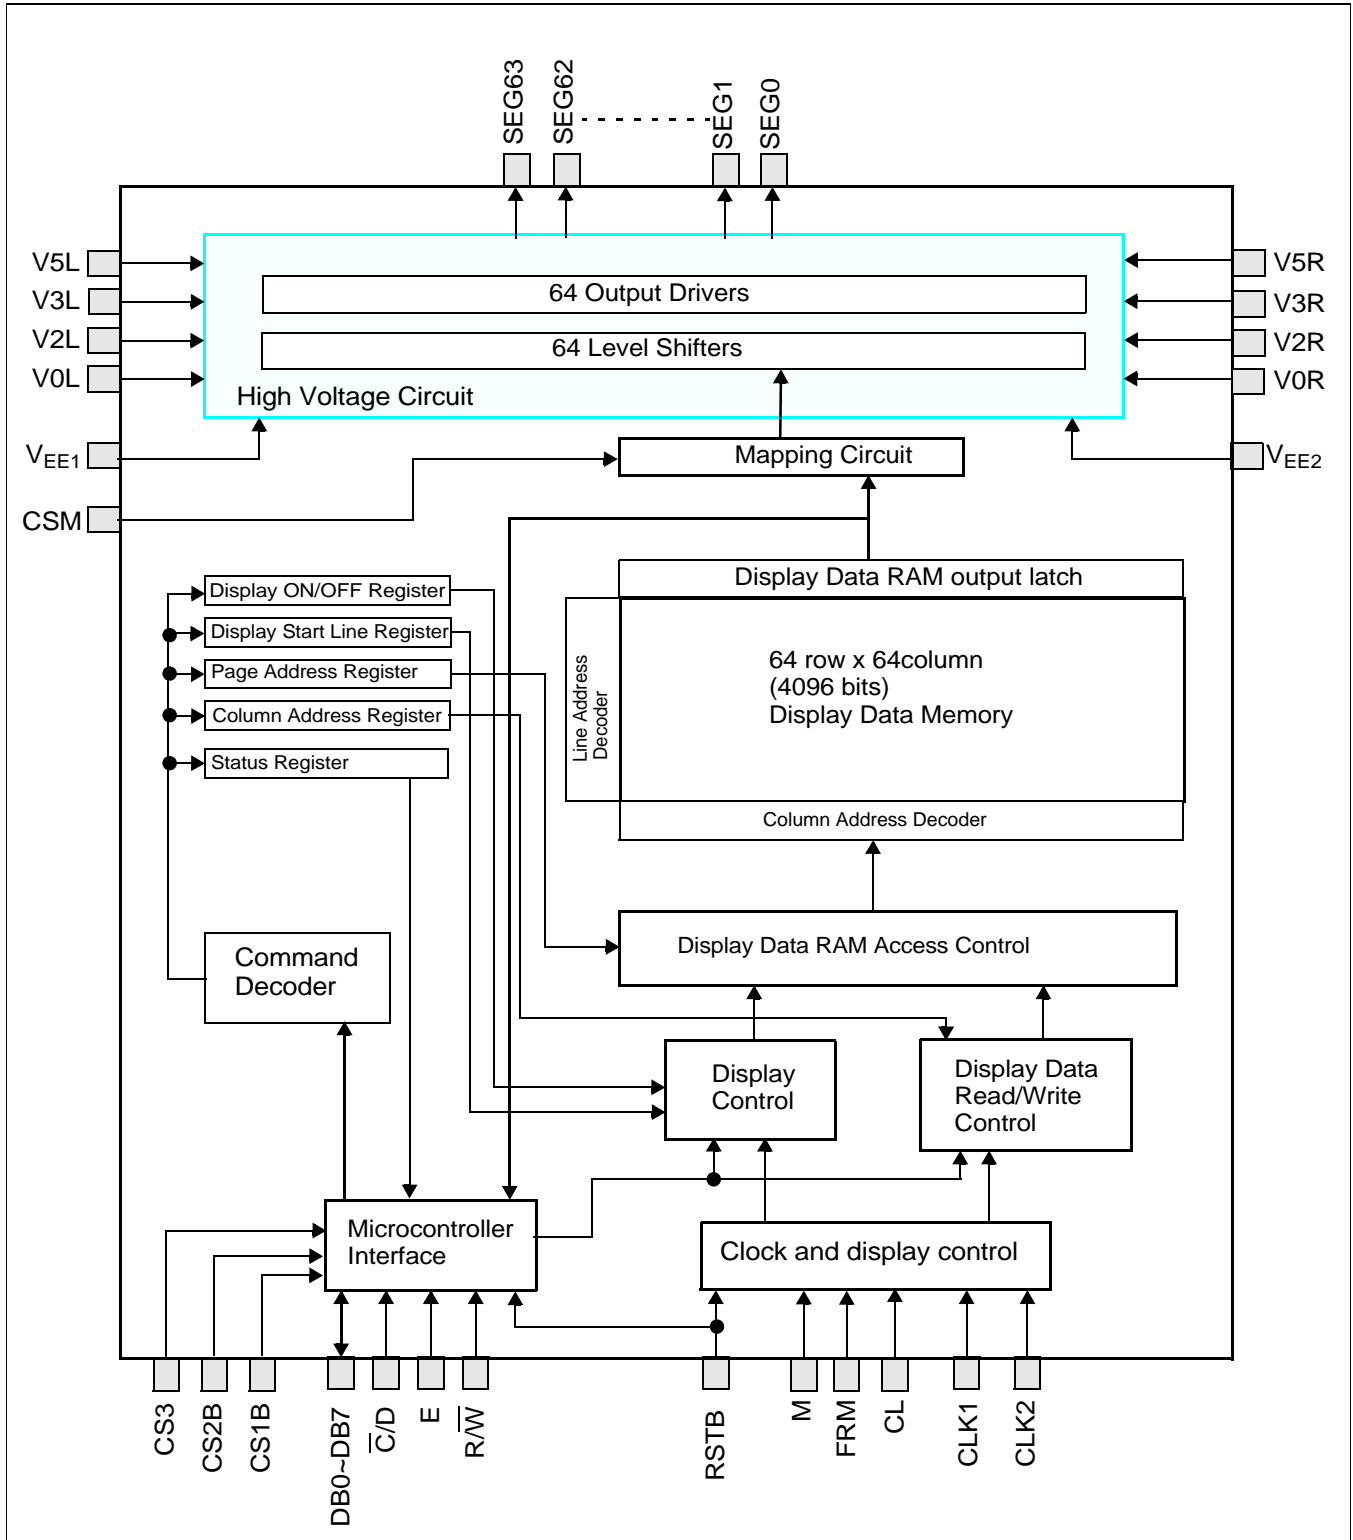 SEG63
SEG62
SEG1
SEG0
V5L
V3L
V2L
V0L
VEE1
CSM
V5R
V3R
V2R
V0R
VEE2
64 Output Drivers
64 Level Shifters
High Voltage Circuit
Mapping Circuit
Display Data RAM output latch
Display ON/OFF Register
Display Start Line Register
Page Address Register
Column Address Register
Status Register
Line Address
Decoder
64 row x 64column
(4096 bits)
Display Data Memory
Column Address Decoder
Command
Decoder
Display Data RAM Access Control
Display
Control
Display Data
Read/Write
Control
Microcontroller
Interface
Clock and display control
CS3
CS2B
CS1B
DB0~DB7
C̅/D
E
R/W̅
RSTB
M
FRM
CL
CLK1
CLK2